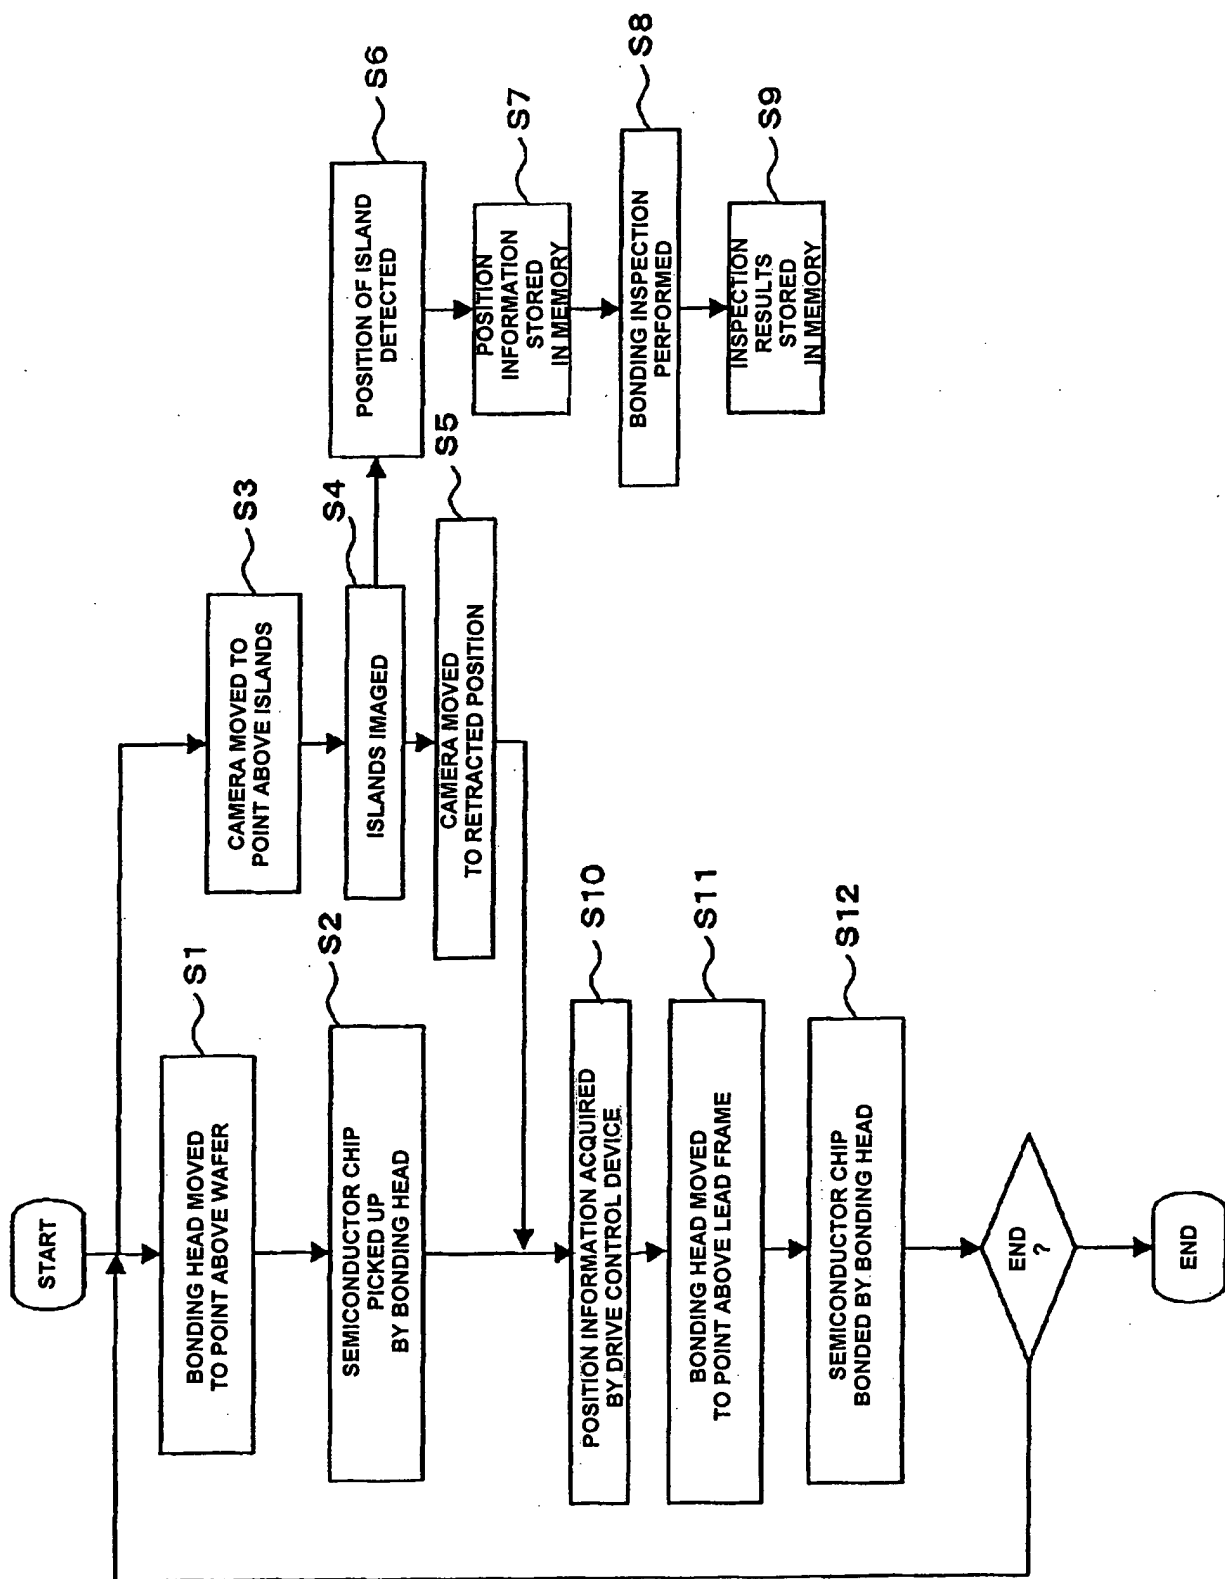 START
BONDING HEAD MOVED
TO POINT ABOVE WAFER
S1
SEMICONDUCTOR CHIP
PICKED UP
BY BONDING HEAD
S2
CAMERA MOVED TO
POINT ABOVE ISLANDS
S3
ISLANDS IMAGED
S4
CAMERA MOVED
TO RETRACTED POSITION
S5
POSITION OF ISLAND
DETECTED
S6
POSITION
INFORMATION
STORED
IN MEMORY
S7
BONDING INSPECTION
PERFORMED
S8
INSPECTION
RESULTS
STORED
IN MEMORY
S9
POSITION INFORMATION ACQUIRED
BY DRIVE CONTROL DEVICE
S10
BONDING HEAD MOVED
TO POINT ABOVE LEAD FRAME
S11
SEMICONDUCTOR CHIP
BONDED BY BONDING HEAD
S12
END
?
END